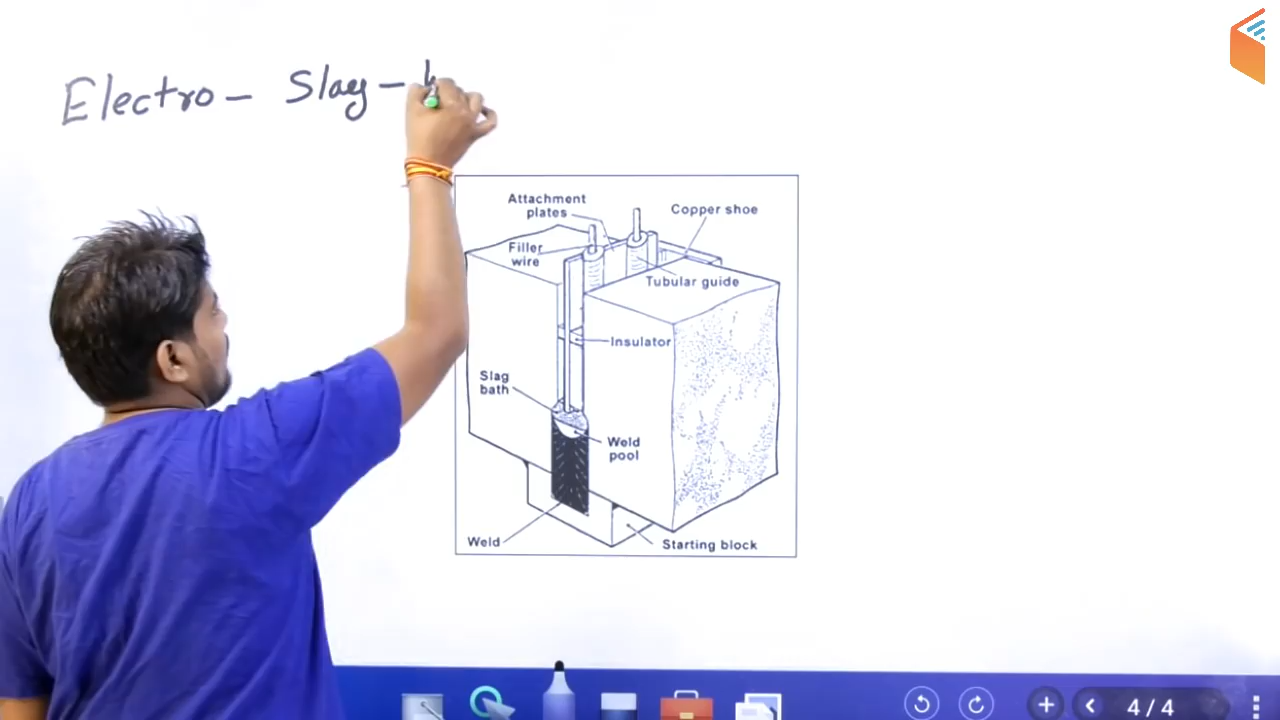 Electro - Slag -
Attachment
plates
Copper shoe
Filler
wire
Tubular guide
Insulator
Slag
bath
Weld
pool
Weld
Starting block
4 / 4